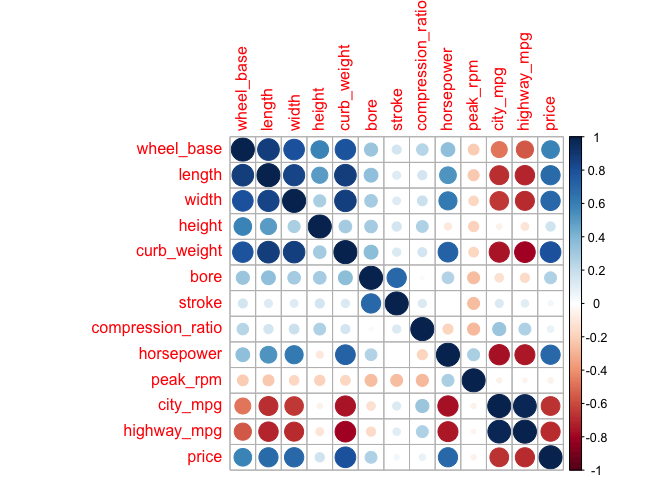 wheel_base
length
width
height
curb_weight
bore
stroke
compression_ratio
horsepower
peak_rpm
city_mpg
highway_mpg
price
wheel_base
length
width
height
curb_weight
bore
stroke
compression_ratio
horsepower
peak_rpm
city_mpg
highway_mpg
price
1
0.8
0.6
0.4
0.2
0
-0.2
-0.4
-0.6
-0.8
-1